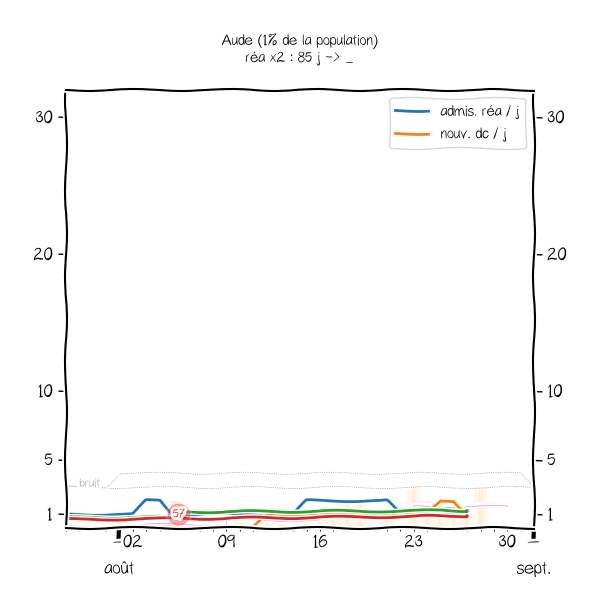 Aude (1% de la population)
réa x2 : 85 j -> _
admis. réa / j
nouv. dc / j
30 30
20 20
10 10
5 5
bruit
57
1 1
02 09 16 23 30
août sept.